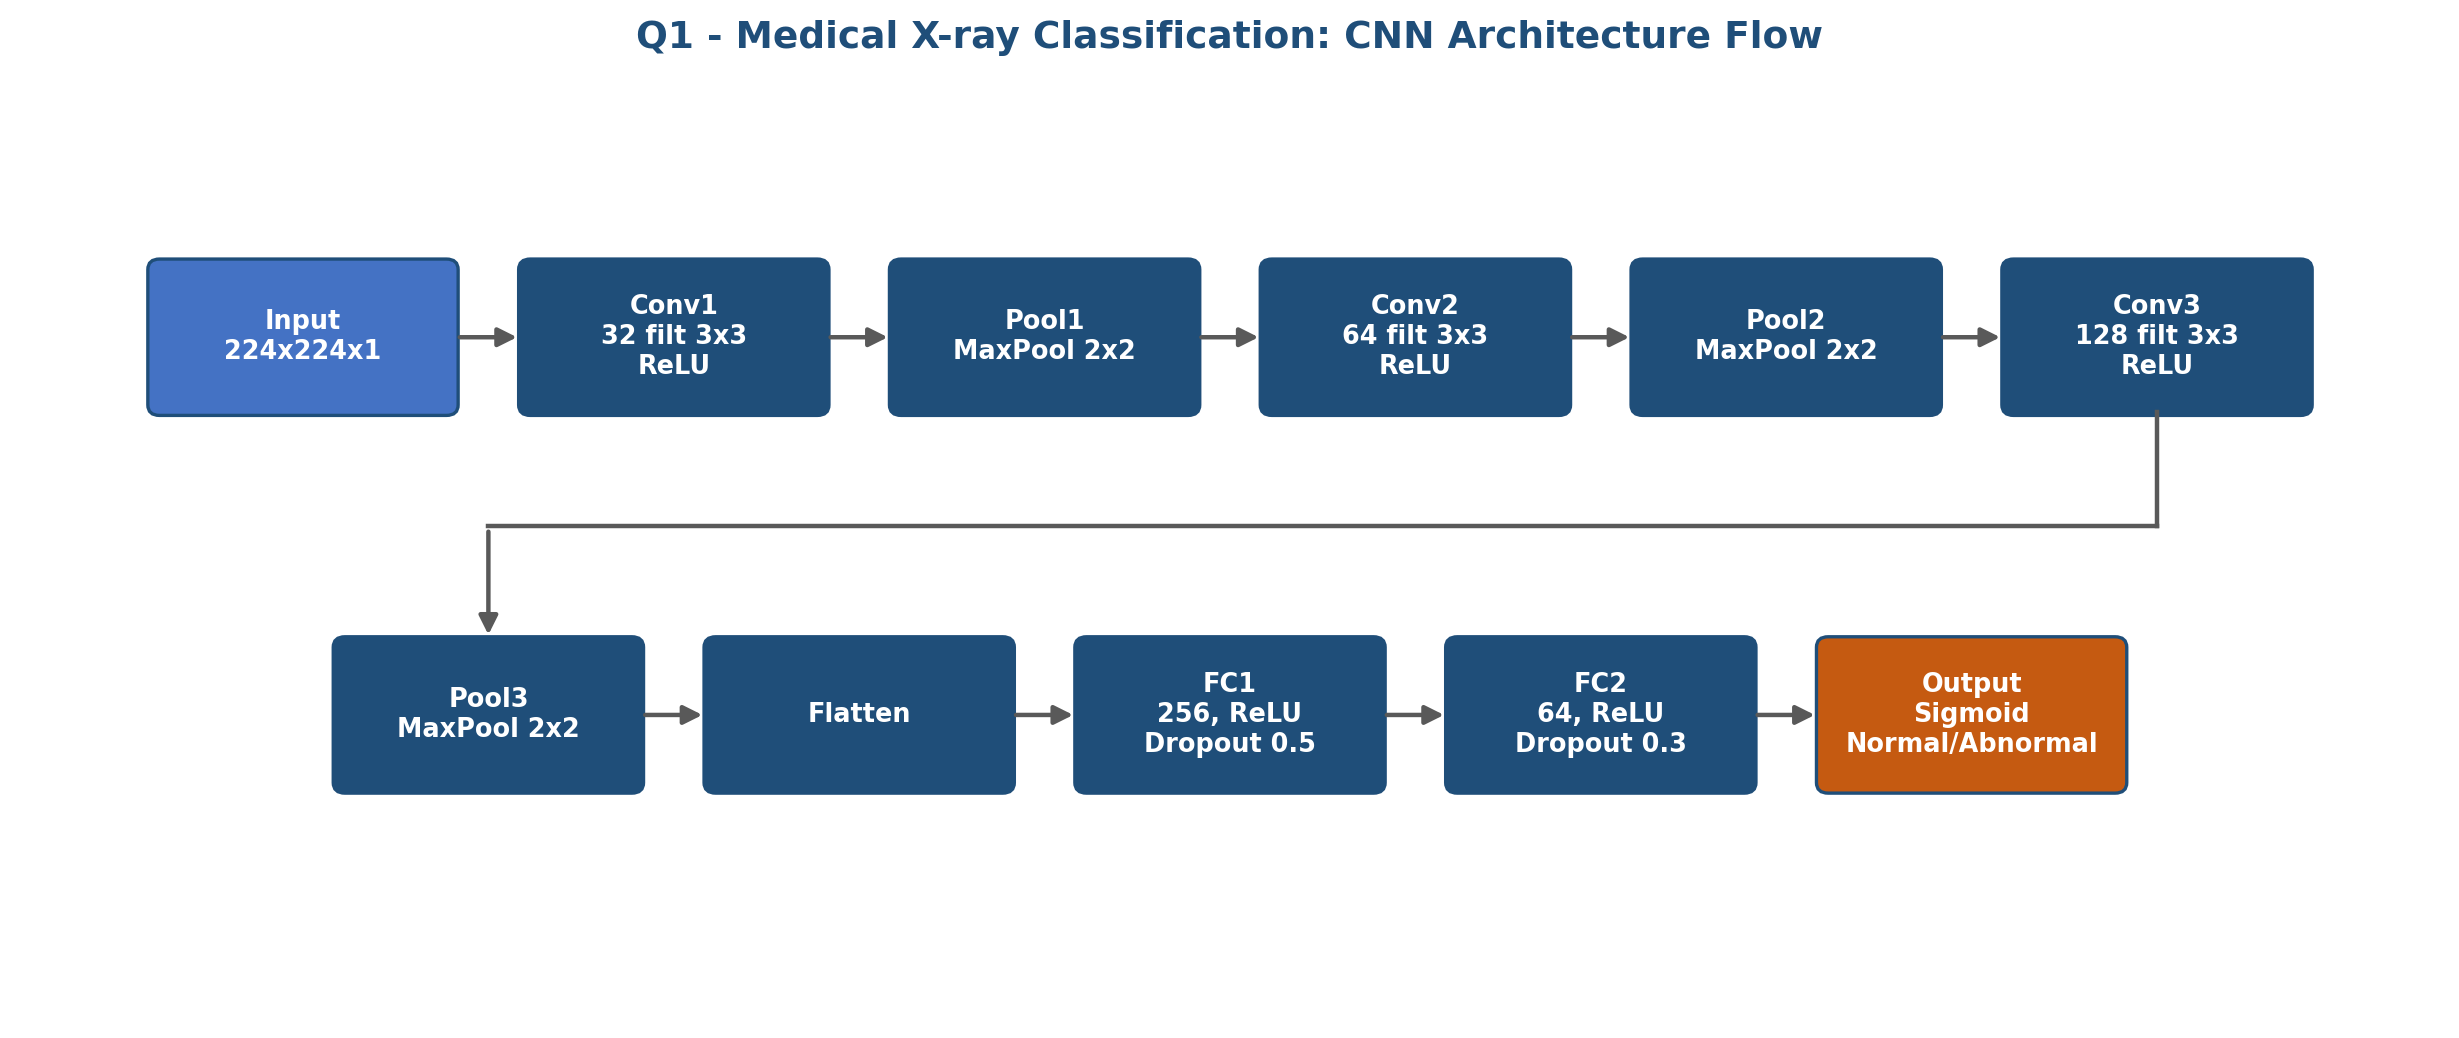 Q1 - Medical X-ray Classification: CNN Architecture Flow
Input
224x224x1
Conv1
32 filt 3x3
ReLU
Pool1
MaxPool 2x2
Conv2
64 filt 3x3
ReLU
Pool2
MaxPool 2x2
Conv3
128 filt 3x3
ReLU
Pool3
MaxPool 2x2
Flatten
FC1
256, ReLU
Dropout 0.5
FC2
64, ReLU
Dropout 0.3
Output
Sigmoid
Normal/Abnormal